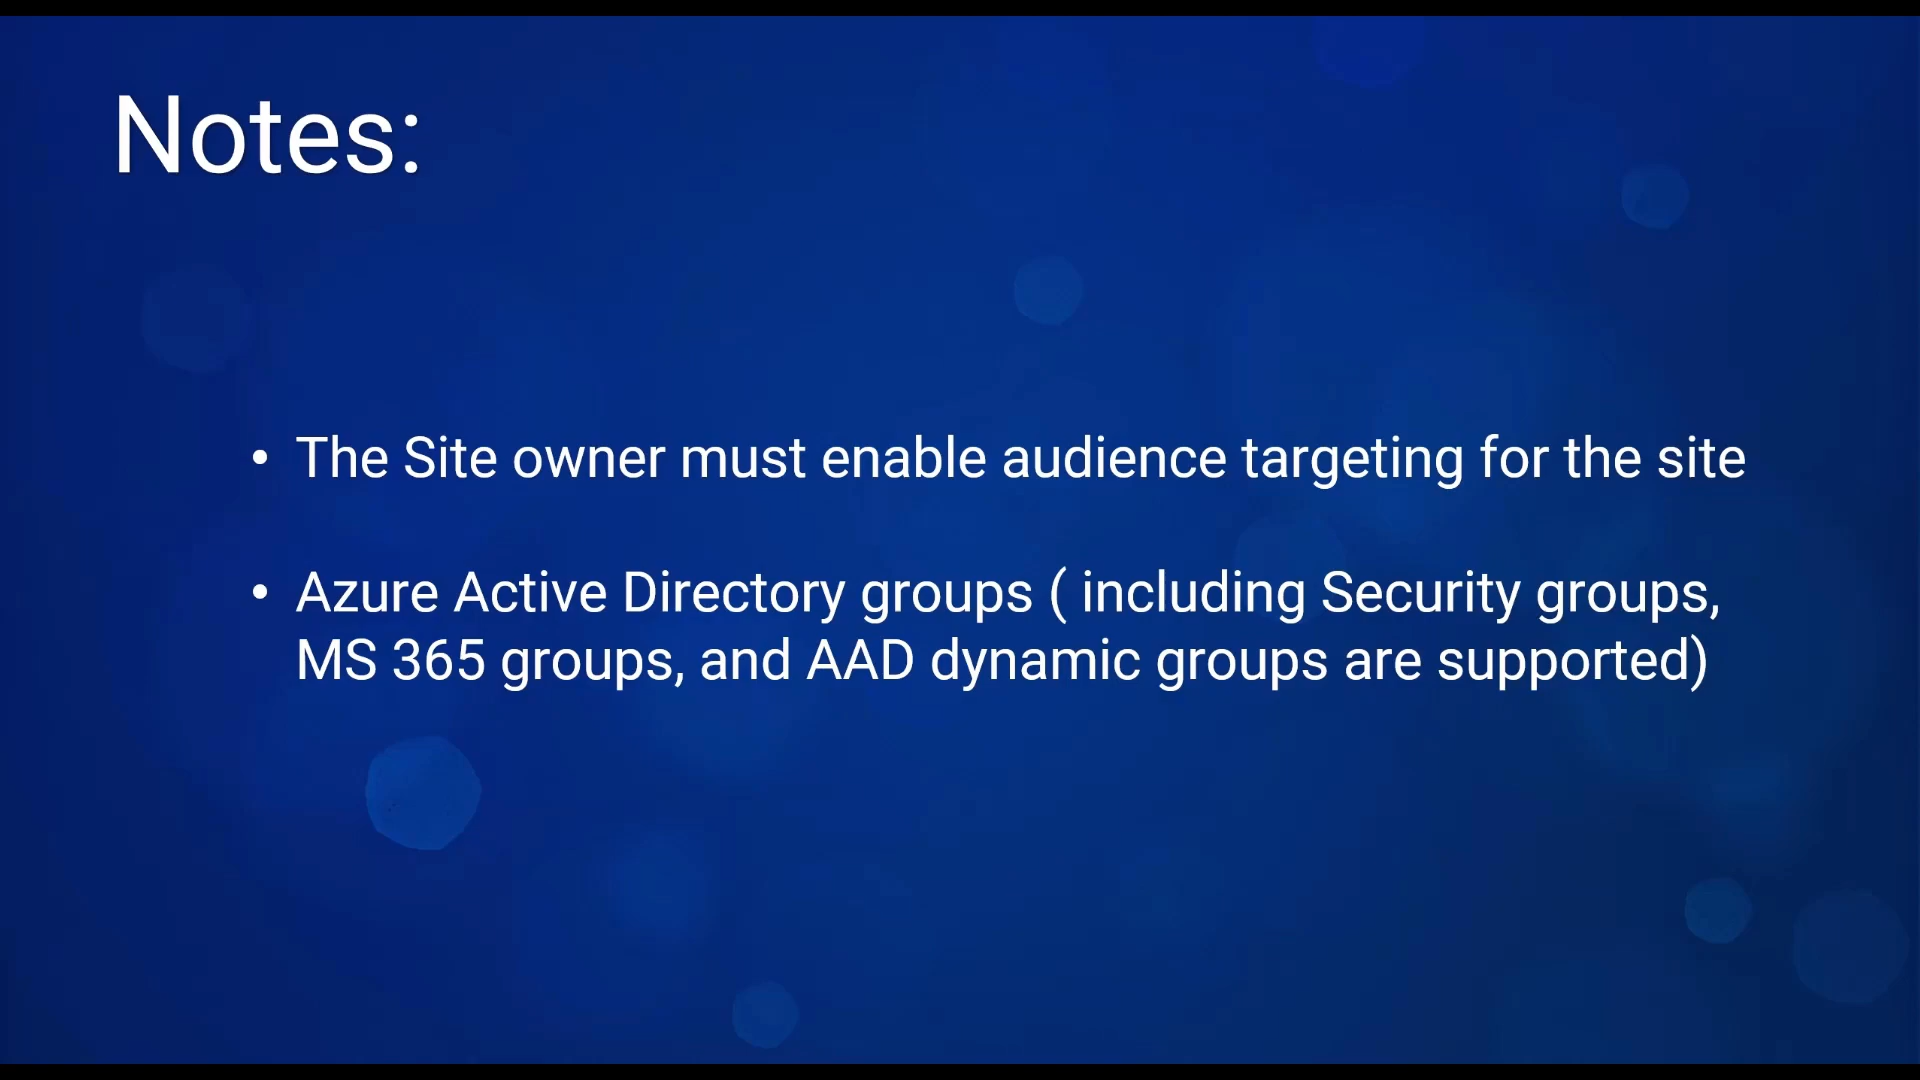 Notes:
• The Site owner must enable audience targeting for the site
• Azure Active Directory groups ( including Security groups,
MS 365 groups, and AAD dynamic groups are supported)